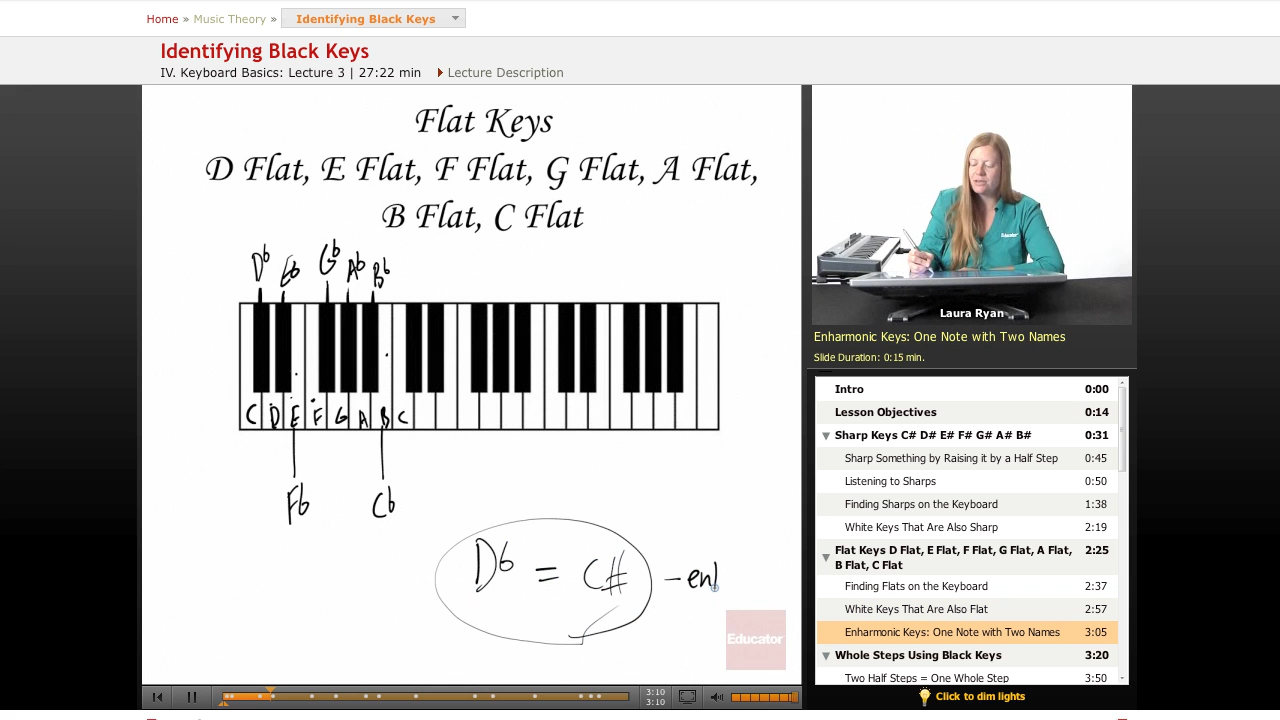 Home » Music Theory » Identifying Black Keys
Identifying Black Keys
IV. Keyboard Basics: Lecture 3 | 27:22 min Lecture Description
Flat Keys
D Flat, E Flat, F Flat, G Flat, A Flat,
B Flat, C Flat
D♭ E♭ G♭ A♭ B♭
C D E F G A B C
F♭ C♭
D♭ = C# – enh
Educator
Educator
Laura Ryan
Enharmonic Keys: One Note with Two Names
Slide Duration: 0:15 min.
Intro 0:00
Lesson Objectives 0:14
Sharp Keys C# D# E# F# G# A# B# 0:31
Sharp Something by Raising it by a Half Step 0:45
Listening to Sharps 0:50
Finding Sharps on the Keyboard 1:38
White Keys That Are Also Sharp 2:19
Flat Keys D Flat, E Flat, F Flat, G Flat, A Flat, 2:25
B Flat, C Flat
Finding Flats on the Keyboard 2:37
White Keys That Are Also Flat 2:57
Enharmonic Keys: One Note with Two Names 3:05
Whole Steps Using Black Keys 3:20
Two Half Steps = One Whole Step 3:50
3:10
3:10
Click to dim lights